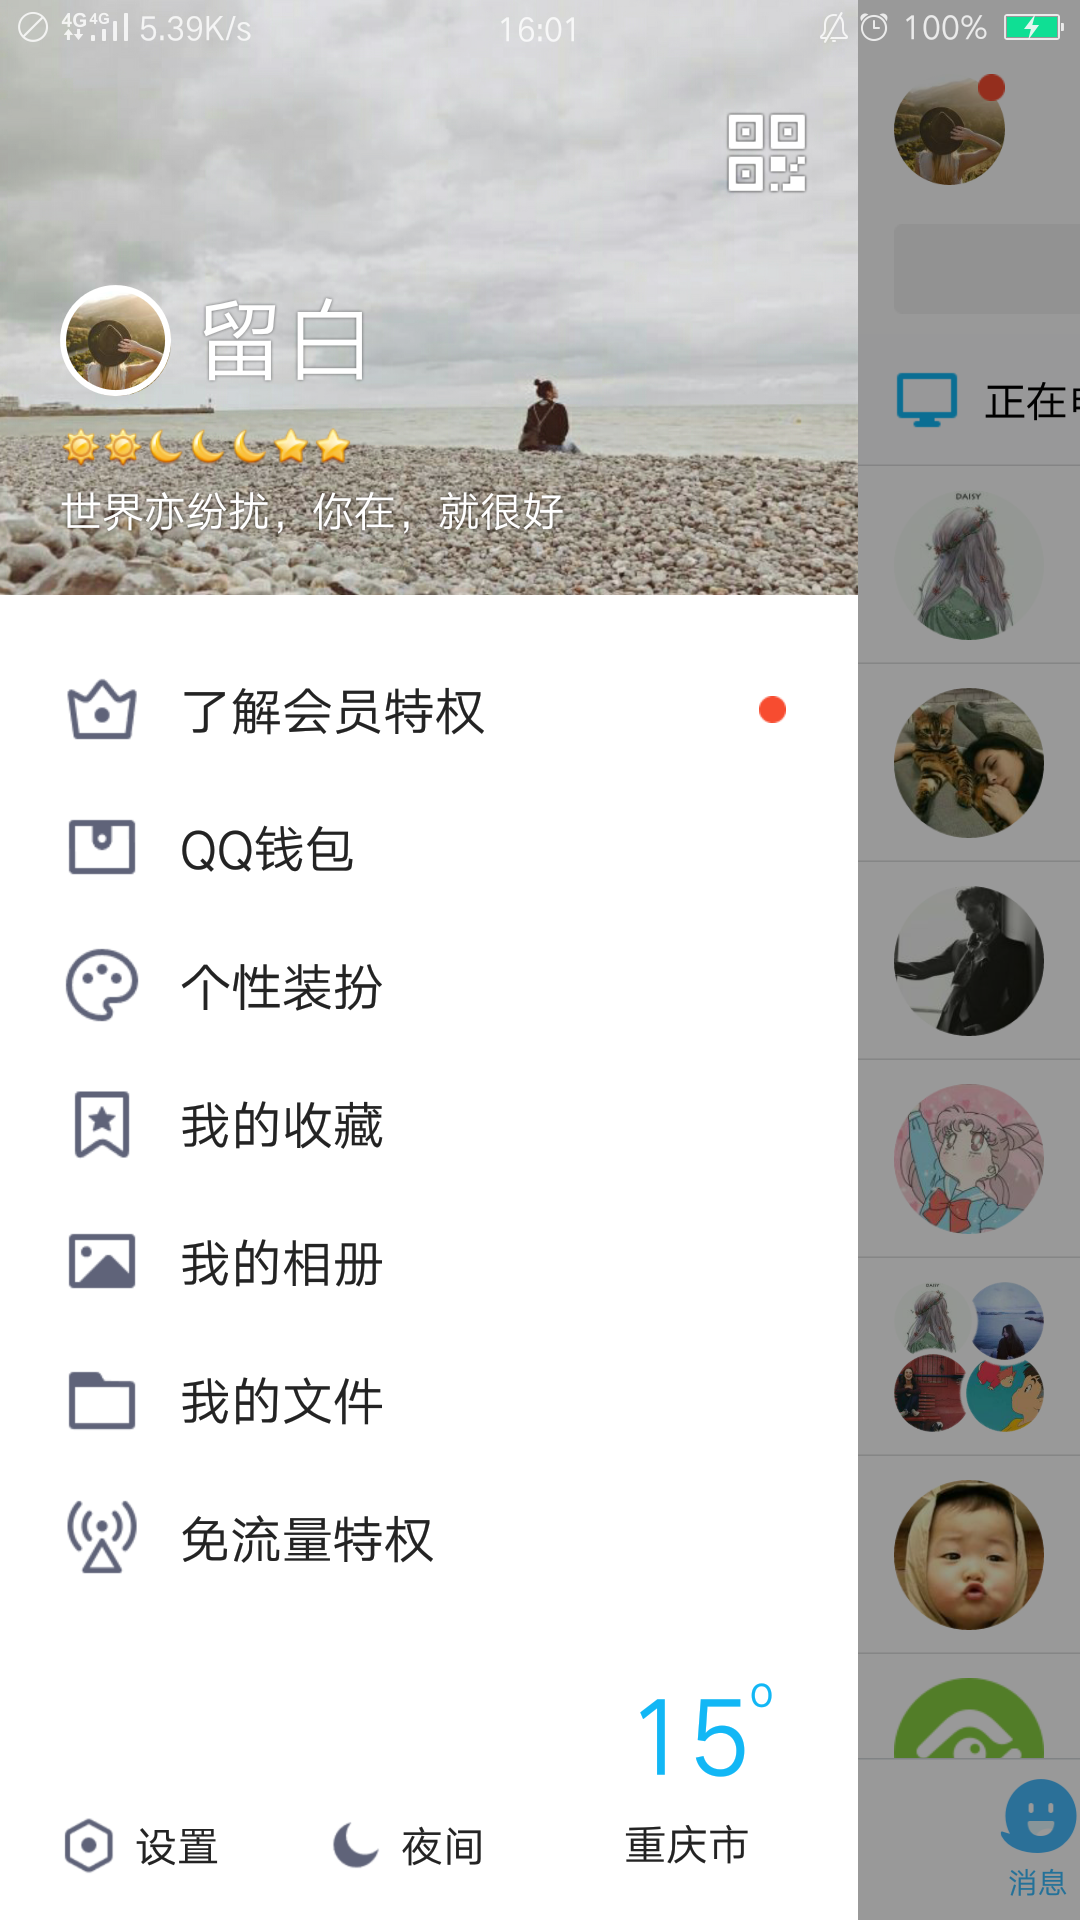 4G 4G 5.39K/s 16:01 100%
留白
世界亦纷扰，你在，就很好
正在
DAISY
了解会员特权
QQ钱包
个性装扮
我的收藏
我的相册
我的文件
免流量特权
15°
设置 夜间 重庆市
消息